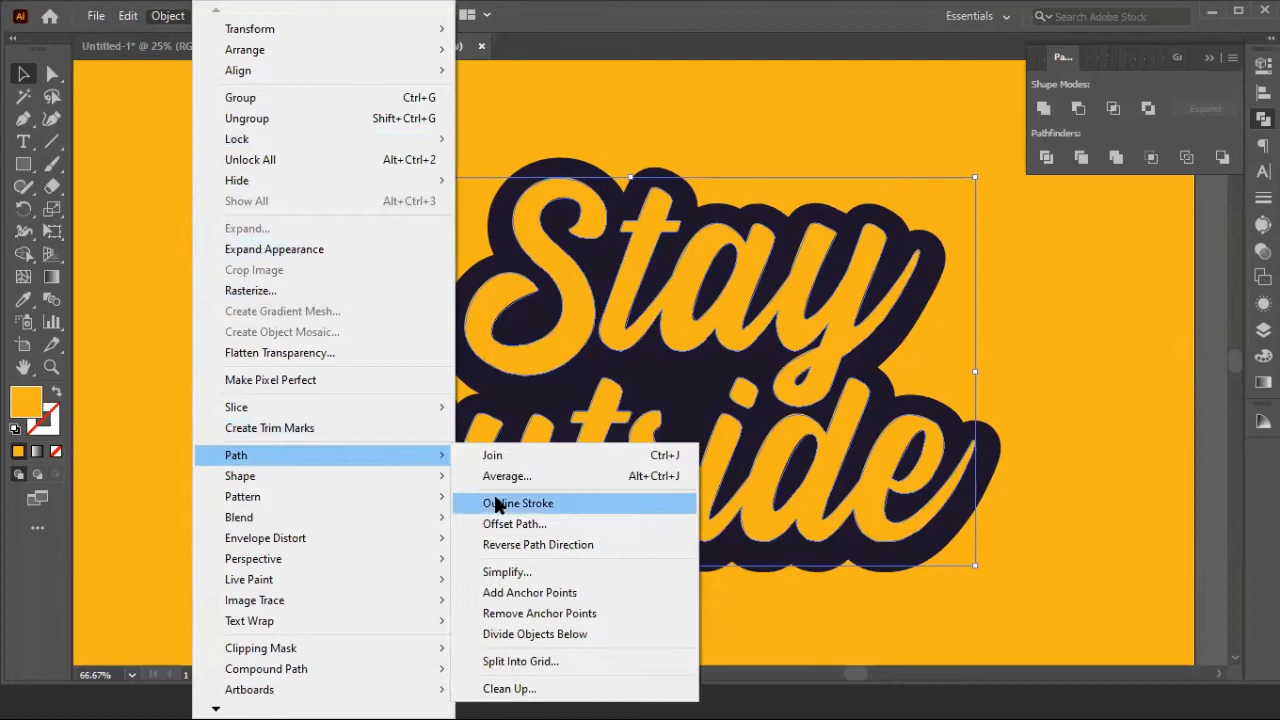 Ai
File
Edit
Object
Essentials
Search Adobe Stock
Untitled-1* @ 25% (RG
Transform
Arrange
Align
Group Ctrl+G
Ungroup Shift+Ctrl+G
Lock
Unlock All Alt+Ctrl+2
Hide
Show All Alt+Ctrl+3
Expand...
Expand Appearance
Crop Image
Rasterize...
Create Gradient Mesh...
Create Object Mosaic...
Flatten Transparency...
Make Pixel Perfect
Slice
Create Trim Marks
Path
Shape
Pattern
Blend
Envelope Distort
Perspective
Live Paint
Image Trace
Text Wrap
Clipping Mask
Compound Path
Artboards
Join Ctrl+J
Average... Alt+Ctrl+J
Outline Stroke
Offset Path...
Reverse Path Direction
Simplify...
Add Anchor Points
Remove Anchor Points
Divide Objects Below
Split Into Grid...
Clean Up...
Pa...
Gr
Shape Modes:
Expand
Pathfinders:
Stay
utside
66.67%
1